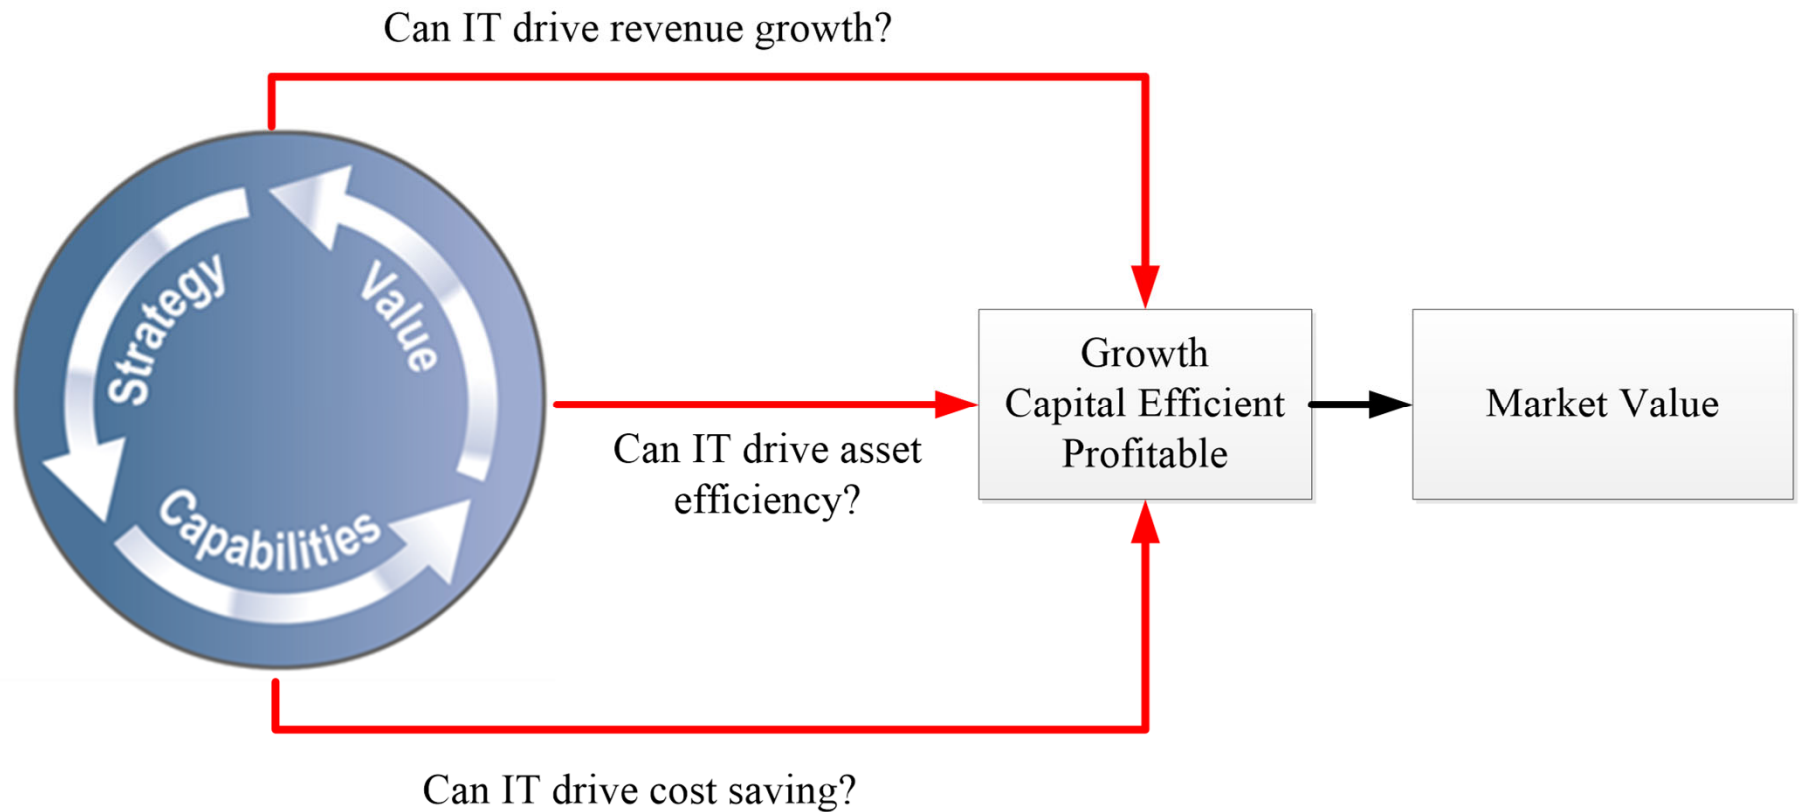 Can IT drive revenue growth?
Strategy
Value
Capabilities
Can IT drive asset
efficiency?
Growth
Capital Efficient
Profitable
Market Value
Can IT drive cost saving?